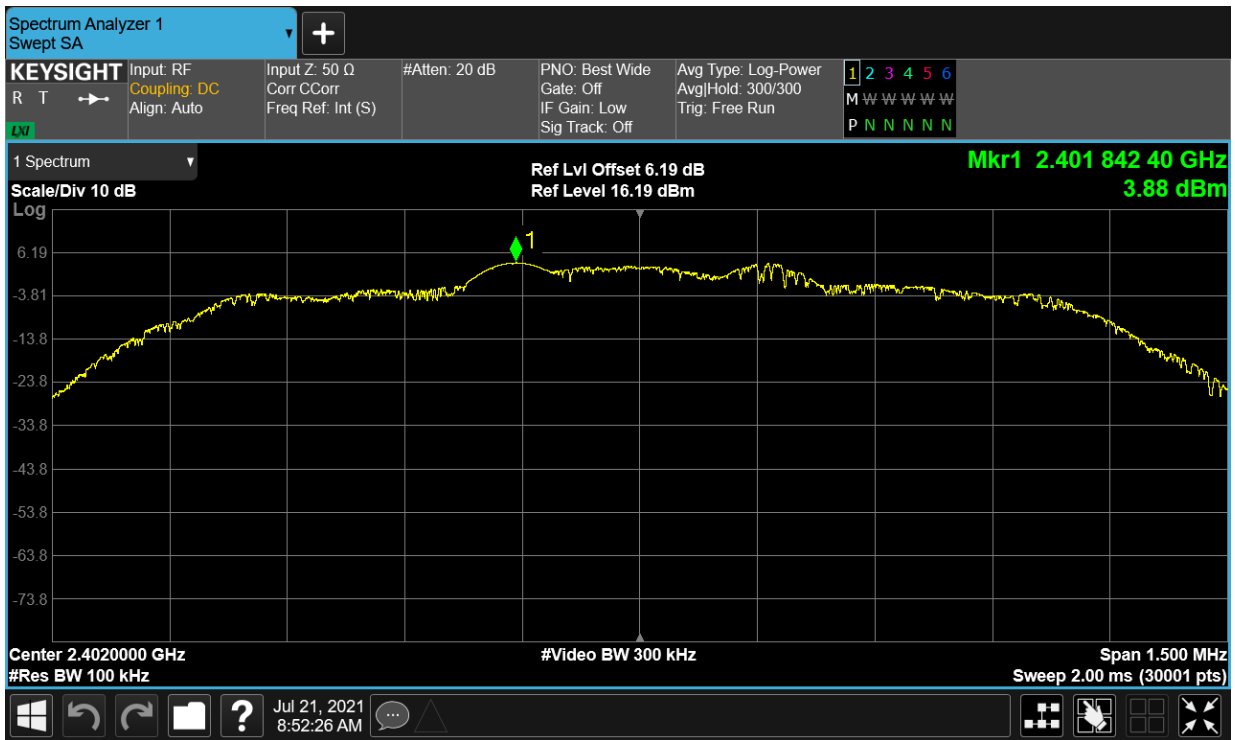 Spectrum Analyzer 1
Swept SA
KEYSIGHT
R T
LXI
Input: RF
Coupling: DC
Align: Auto
Input Z: 50 Ω
Corr CCorr
Freq Ref: Int (S)
#Atten: 20 dB
PNO: Best Wide
Gate: Off
IF Gain: Low
Sig Track: Off
Avg Type: Log-Power
Avg|Hold: 300/300
Trig: Free Run
1 2 3 4 5 6
M W W W W W
P N N N N N
1 Spectrum
Scale/Div 10 dB
Log
Ref Lvl Offset 6.19 dB
Ref Level 16.19 dBm
Mkr1 2.401 842 40 GHz
3.88 dBm
1
6.19
-3.81
-13.8
-23.8
-33.8
-43.8
-53.8
-63.8
-73.8
Center 2.4020000 GHz
#Res BW 100 kHz
#Video BW 300 kHz
Span 1.500 MHz
Sweep 2.00 ms (30001 pts)
?
Jul 21, 2021
8:52:26 AM